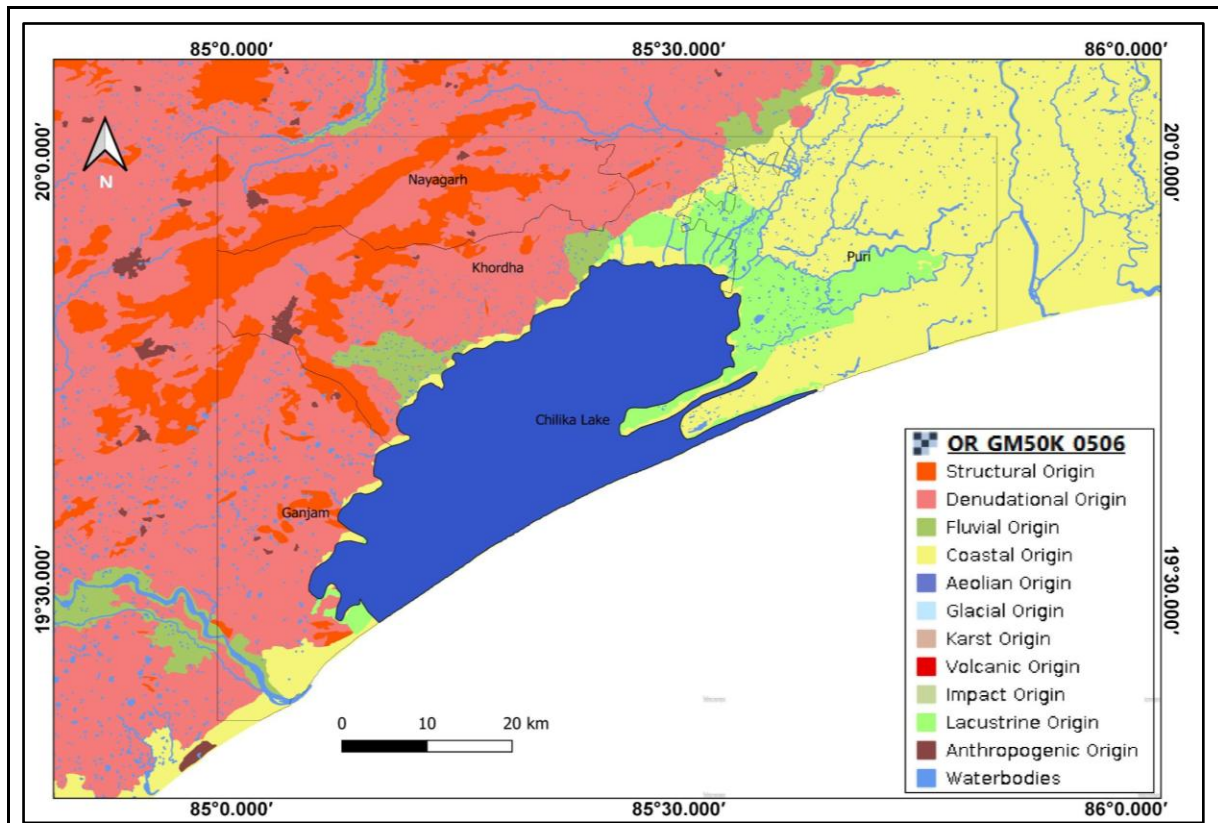 85°0.000′ 85°30.000′ 86°0.000′
20°0.000′
20°0.000′
N
Nayagarh
Khordha
Puri
Chilika Lake
Ganjam
19°30.000′
19°30.000′
OR GM50K 0506
Structural Origin
Denudational Origin
Fluvial Origin
Coastal Origin
Aeolian Origin
Glacial Origin
Karst Origin
Volcanic Origin
Impact Origin
Lacustrine Origin
Anthropogenic Origin
Waterbodies
0 10 20 km
85°0.000′ 85°30.000′ 86°0.000′